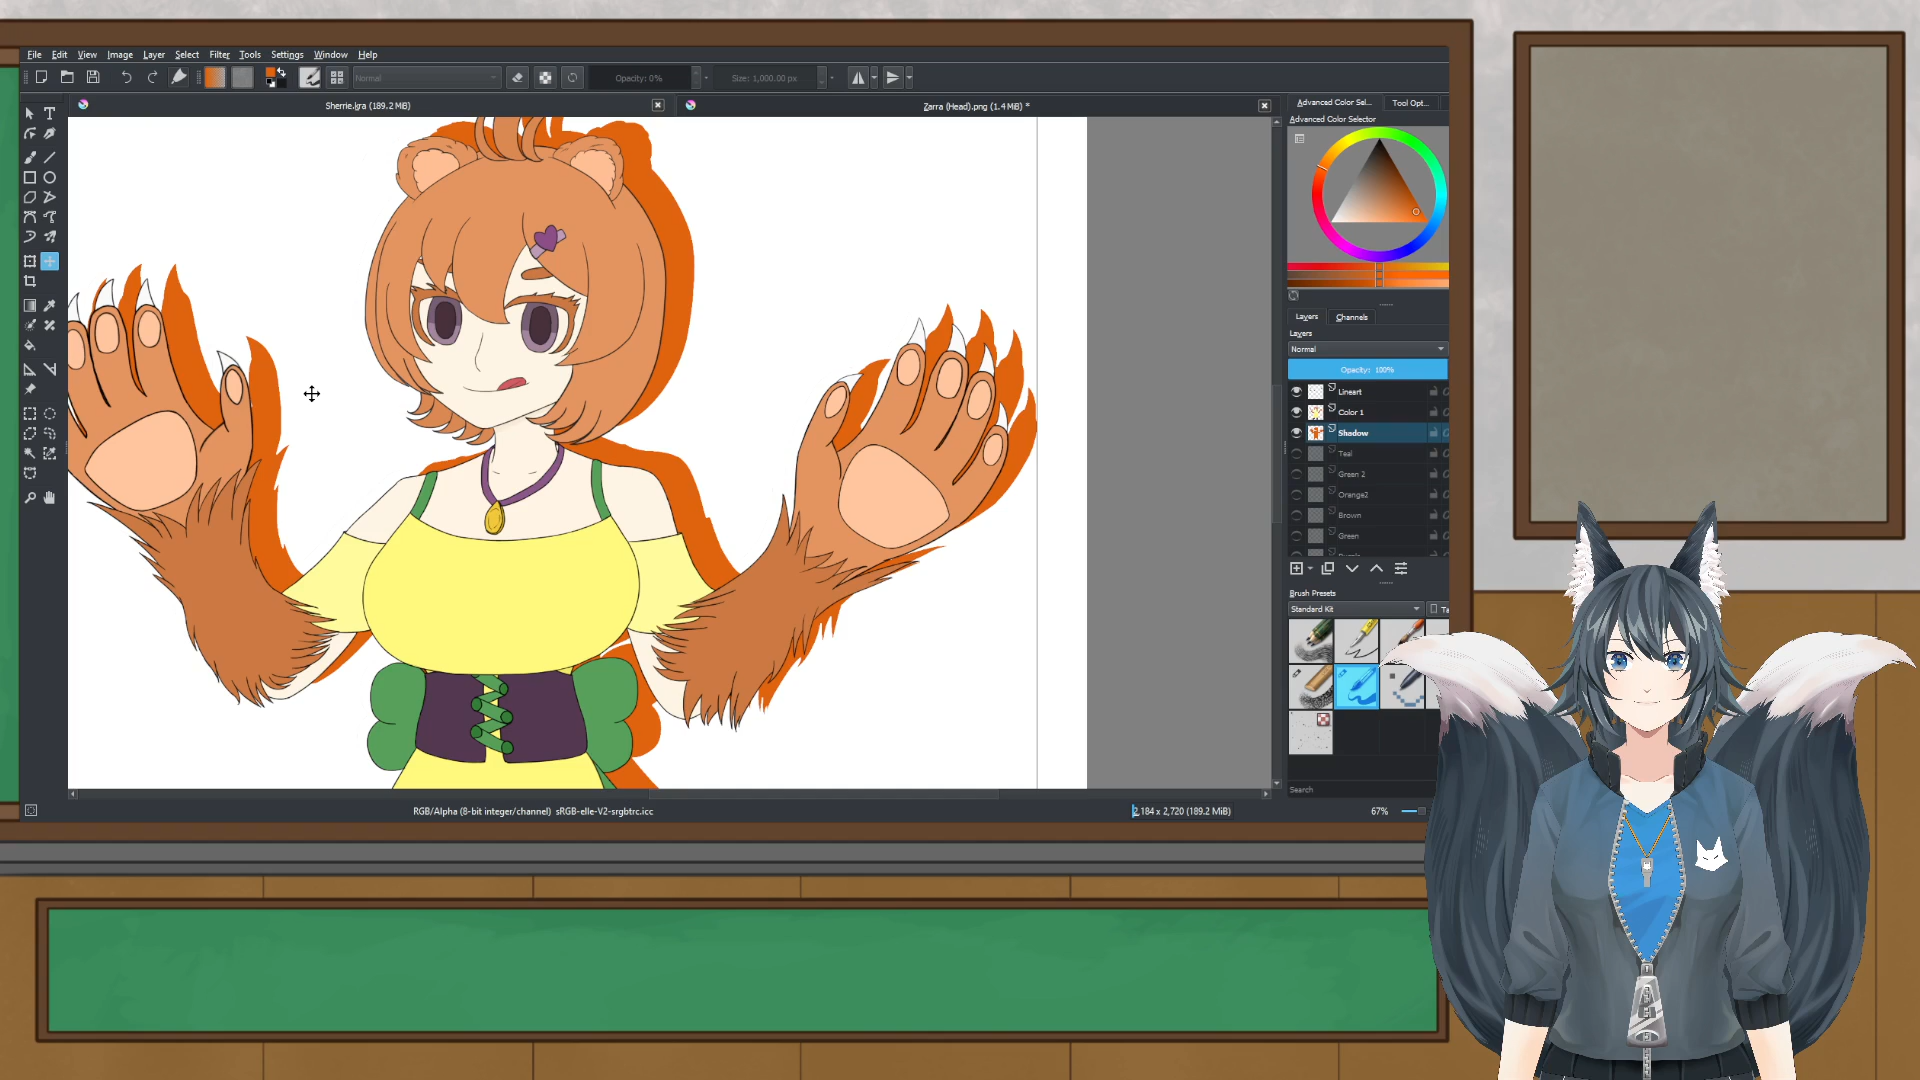 File Edit View Image Layer Select Filter Tools Settings Window Help
Normal Opacity: 0% Size: 1,000.00 px
Sherrie.kra (189.2 MiB) Zarra (Head).png (1.4 MiB) * Advanced Color Sel... Tool Opt...
Advanced Color Selector
Layers Channels
Layers
Normal
Opacity: 100%
Lineart
Color 1
Shadow
Teal
Green 2
Orange2
Brown
Green
Brush Presets
Standard Kit Ta
Search
RGB/Alpha (8-bit integer/channel) sRGB-elle-V2-srgbtrc.icc 2,184 x 2,720 (189.2 MiB) 67%